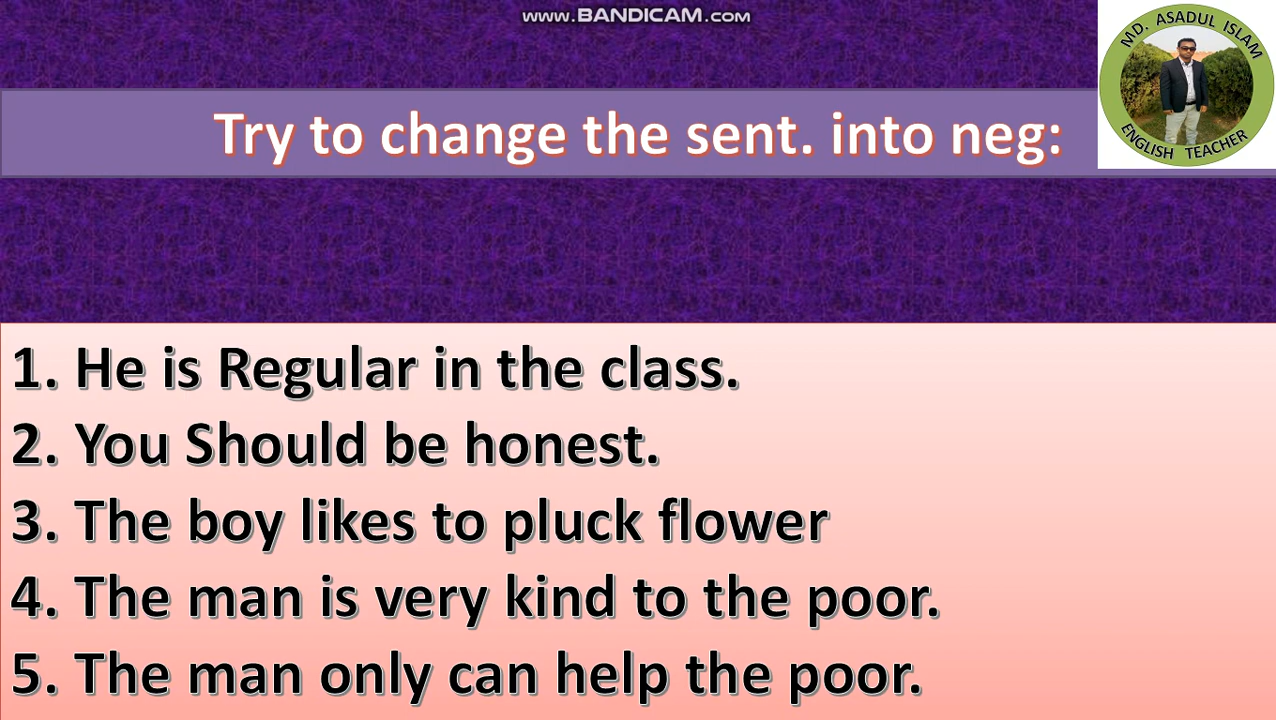 www.BANDICAM.com
MD. ASADUL ISLAM
ENGLISH TEACHER
Try to change the sent. into neg:
1. He is Regular in the class.
2. You Should be honest.
3. The boy likes to pluck flower
4. The man is very kind to the poor.
5. The man only can help the poor.